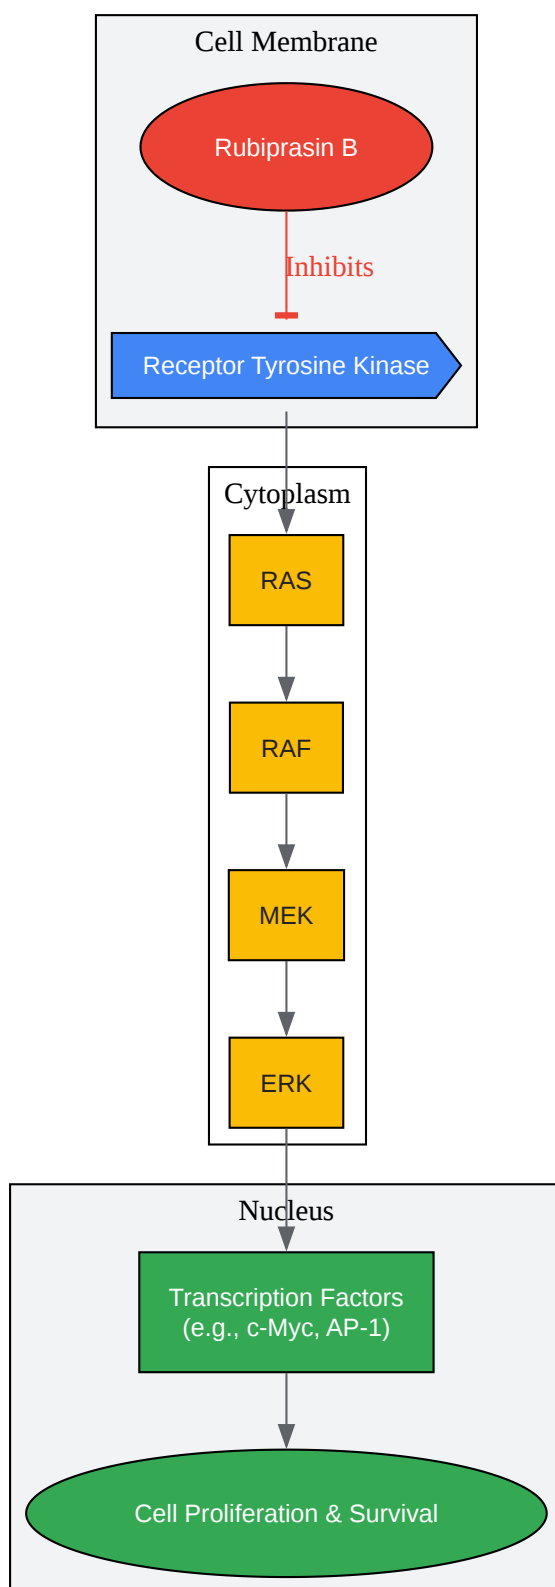 Cell Membrane
Rubiprasin B
Inhibits
Receptor Tyrosine Kinase
Cytoplasm
RAS
RAF
MEK
ERK
Nucleus
Transcription Factors
(e.g., c-Myc, AP-1)
Cell Proliferation & Survival